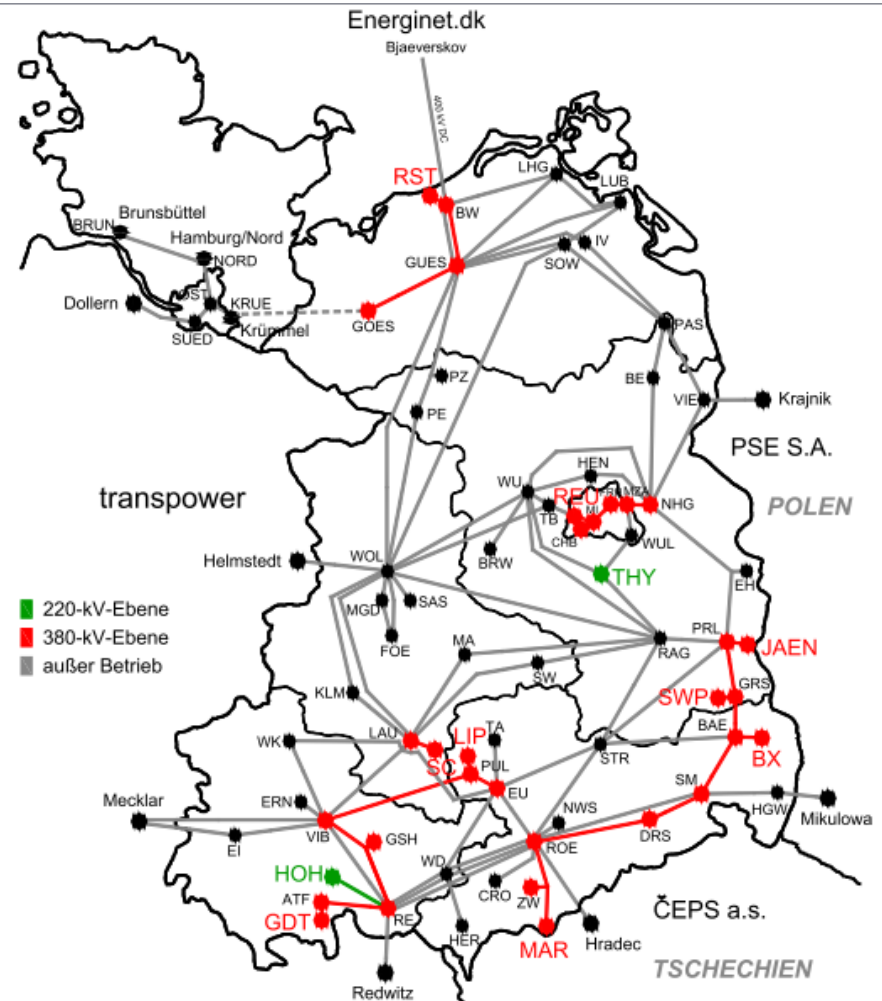 Energinet.dk
Bjaeverskov
400 kV DC
LHG
RST
LUB
BW
Brunsbüttel
BRUN
Hamburg/Nord
NORD
IV
SOW
GUES
OST
KRUE
Dollern
Krümmel
SUED
GOES
PAS
PZ
BE
PE
VIE
Krajnik
PSE S.A.
HEN
WU
transpower
REU
FRI
MZA
NHG
POLEN
MI
TB
CHB
WUL
BRW
WOL
Helmstedt
THY
EH
MGD
SAS
220-kV-Ebene
380-kV-Ebene
außer Betrieb
FOE
MA
RAG
PRL
JAEN
SW
KLM
SWP
GRS
LAU
BAE
WK
SC
LIP
TA
PUL
STR
BX
EU
SM
Mecklar
ERN
NWS
HGW
Mikulowa
VIB
EI
GSH
ROE
DRS
HOH
WD
ATF
CRO
ZW
ČEPS a.s.
GDT
RE
HER
MAR
Hradec
TSCHECHIEN
Redwitz